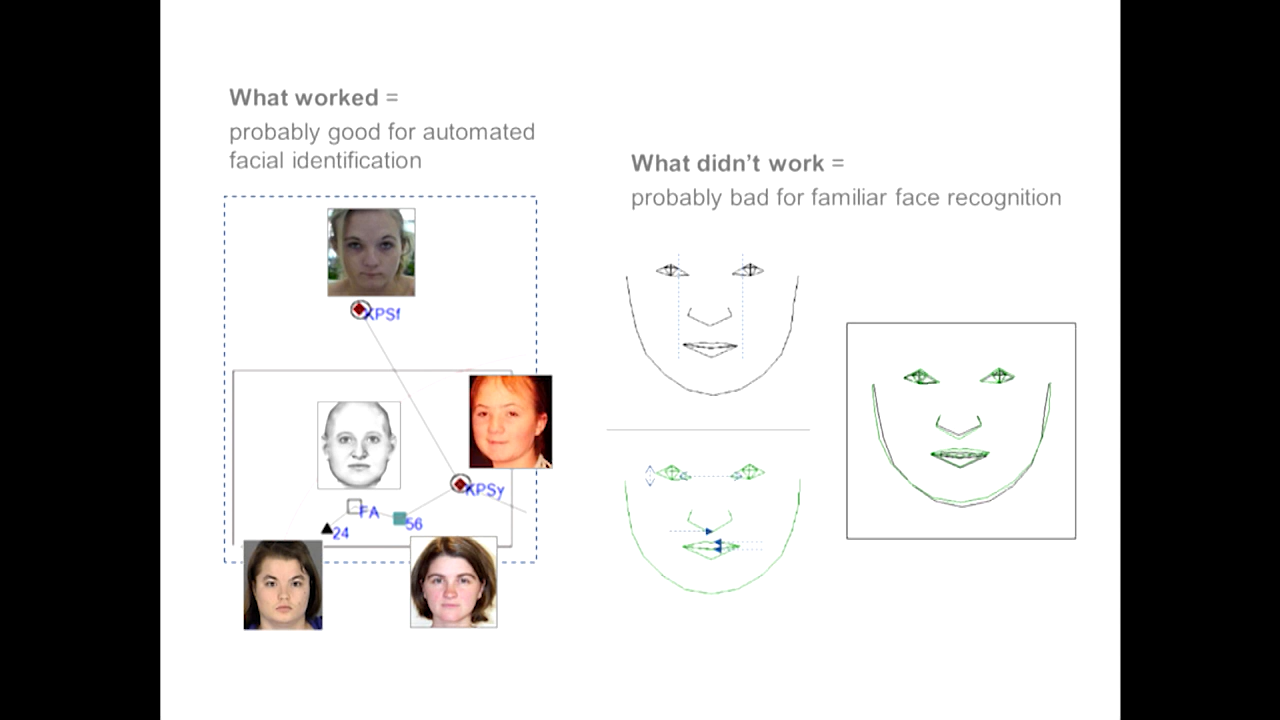 What worked =
probably good for automated
facial identification
What didn't work =
probably bad for familiar face recognition
XPSf
XPSy
FA
56
24